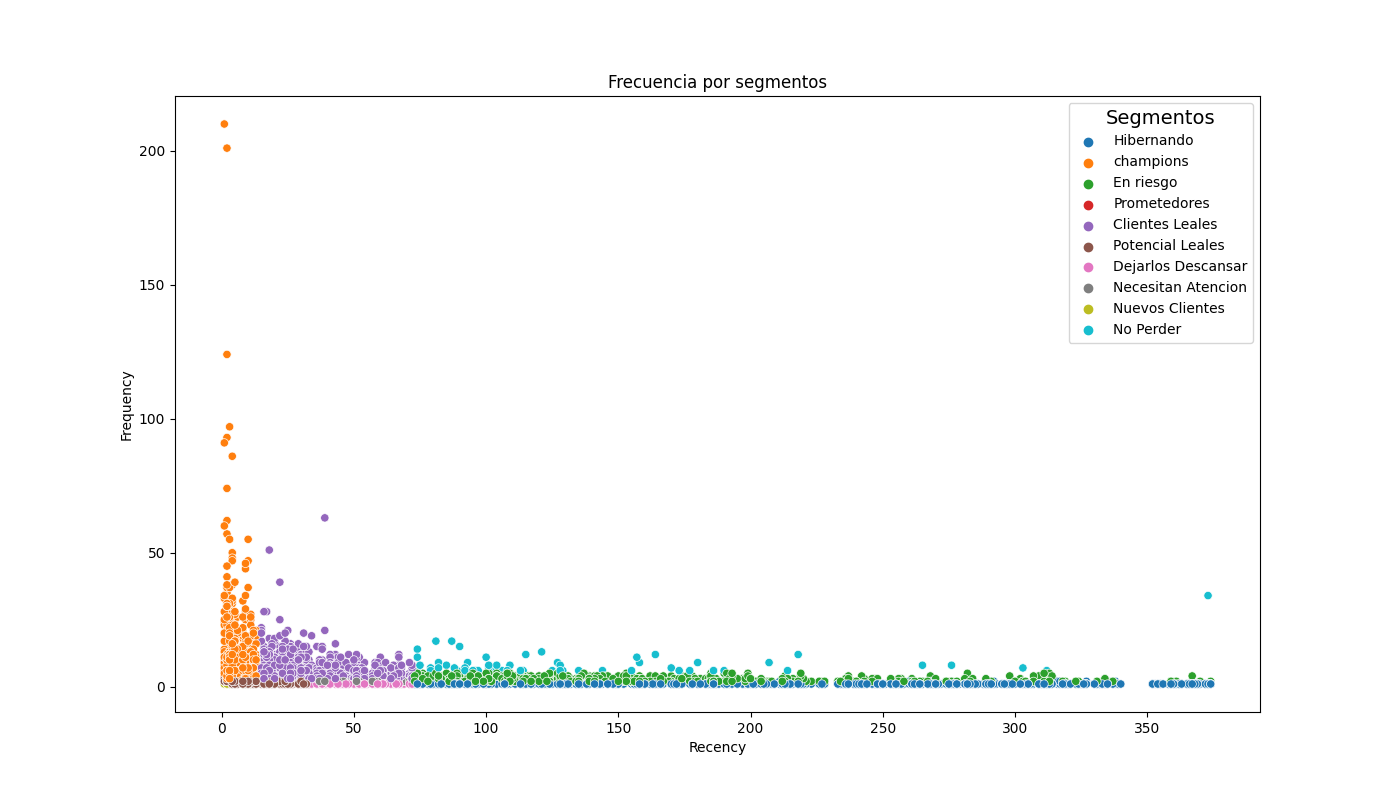 Frecuencia por segmentos
Segmentos
Hibernando
champions
En riesgo
Prometedores
Clientes Leales
Potencial Leales
Dejarlos Descansar
Necesitan Atencion
Nuevos Clientes
No Perder
Frequency
200
150
100
50
0
0 50 100 150 200 250 300 350
Recency